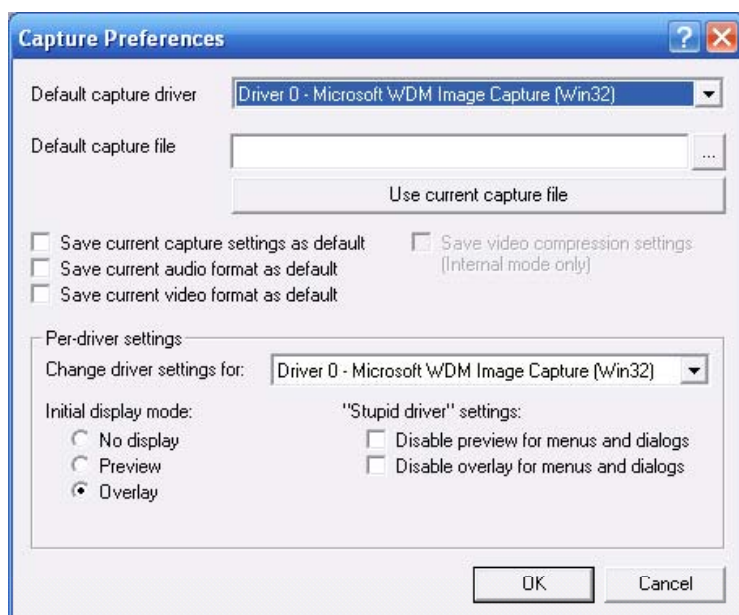 Capture Preferences
Default capture driver
Driver 0 - Microsoft WDM Image Capture (Win32)
Default capture file
...
Use current capture file
Save current capture settings as default
Save current audio format as default
Save current video format as default
Save video compression settings
(Internal mode only)
Per-driver settings
Change driver settings for:
Driver 0 - Microsoft WDM Image Capture (Win32)
Initial display mode:
No display
Preview
Overlay
"Stupid driver" settings:
Disable preview for menus and dialogs
Disable overlay for menus and dialogs
OK
Cancel